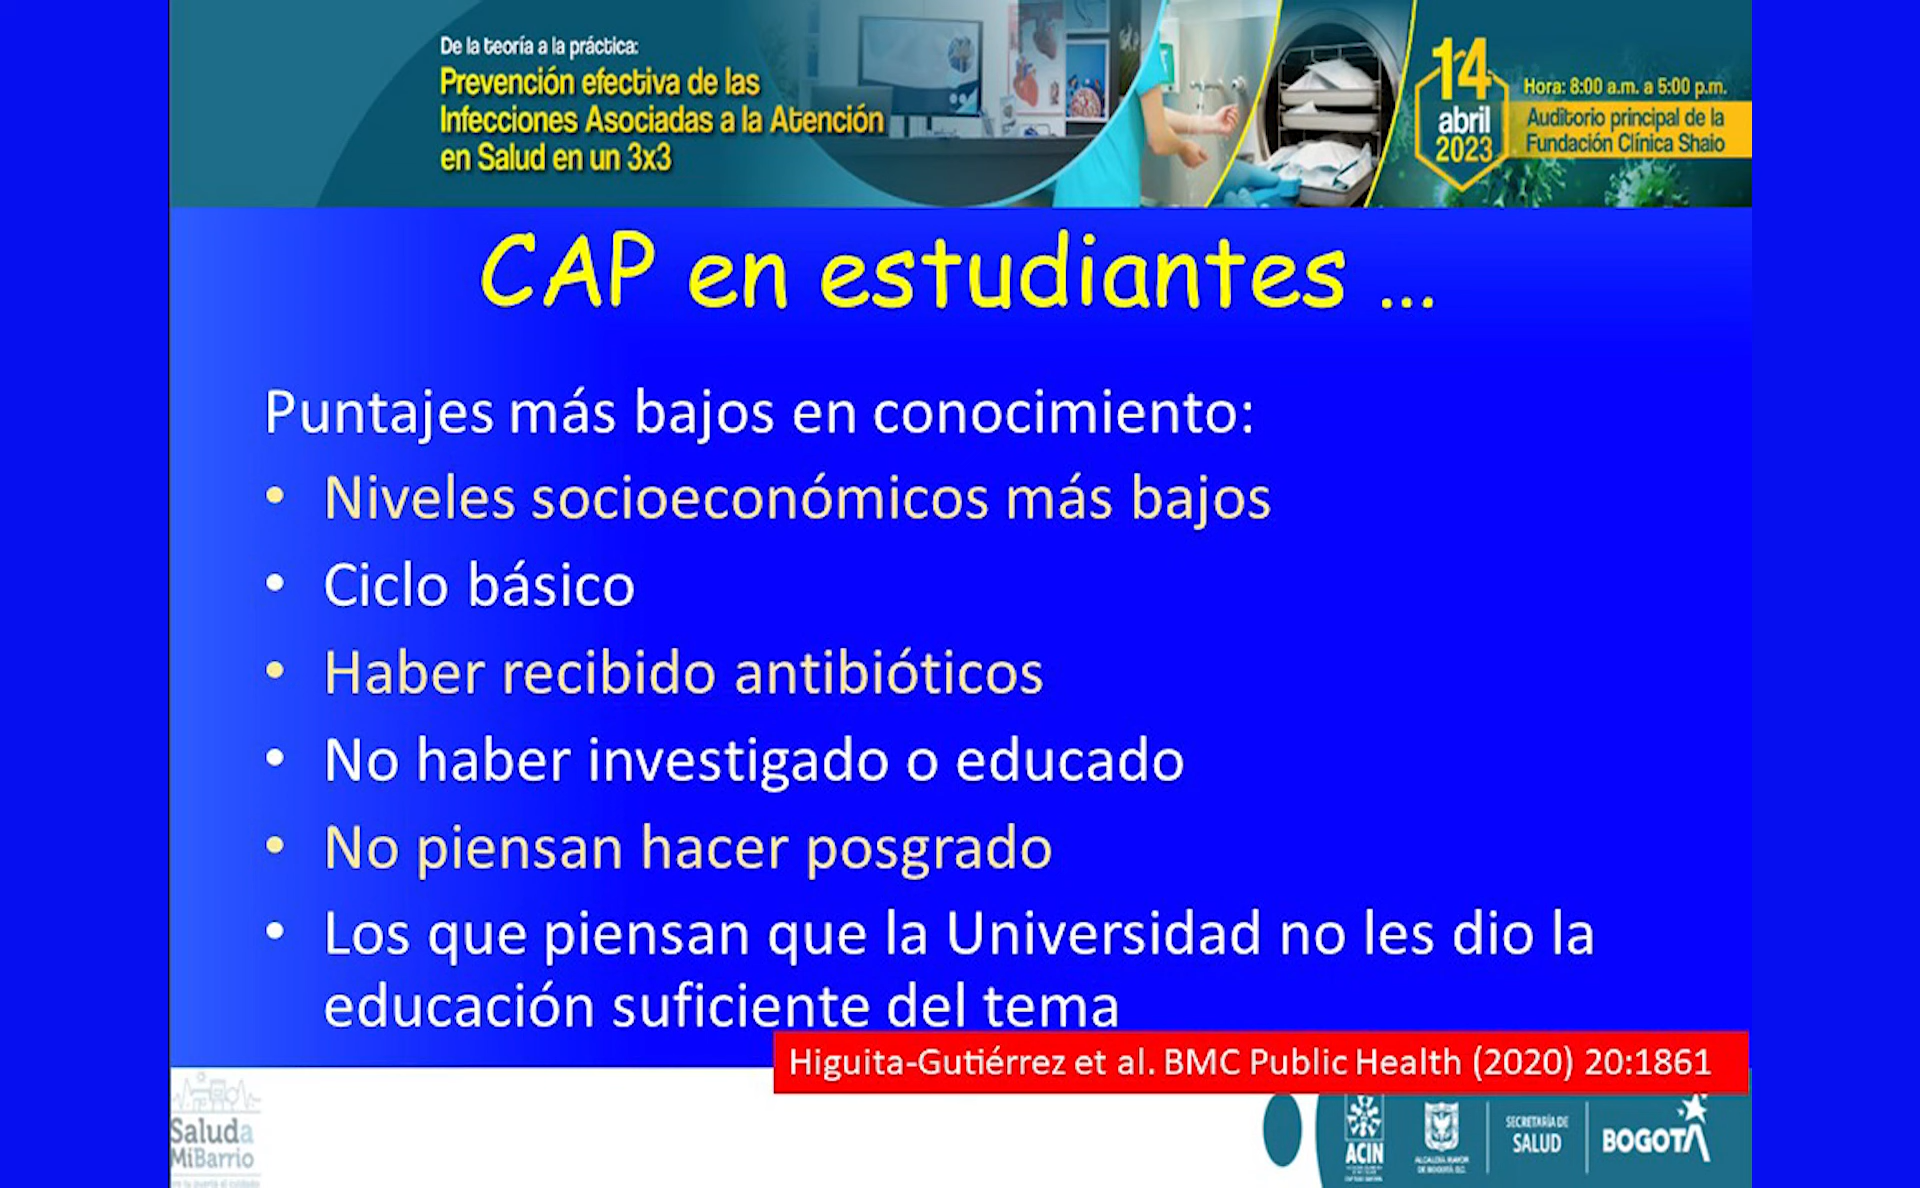 De la teoría a la práctica:
Prevención efectiva de las
Infecciones Asociadas a la Atención
en Salud en un 3x3
14
abril
2023
Hora: 8:00 a.m. a 5:00 p.m.
Auditorio principal de la
Fundación Clínica Shaio
CAP en estudiantes ...
Puntajes más bajos en conocimiento:
• Niveles socioeconómicos más bajos
• Ciclo básico
• Haber recibido antibióticos
• No haber investigado o educado
• No piensan hacer posgrado
• Los que piensan que la Universidad no les dio la
educación suficiente del tema
Higuita-Gutiérrez et al. BMC Public Health (2020) 20:1861
Saluda
MiBarrio
ACIN
ALCALDÍA MAYOR
DE BOGOTÁ D.C.
SECRETARÍA DE
SALUD
BOGOTÁ